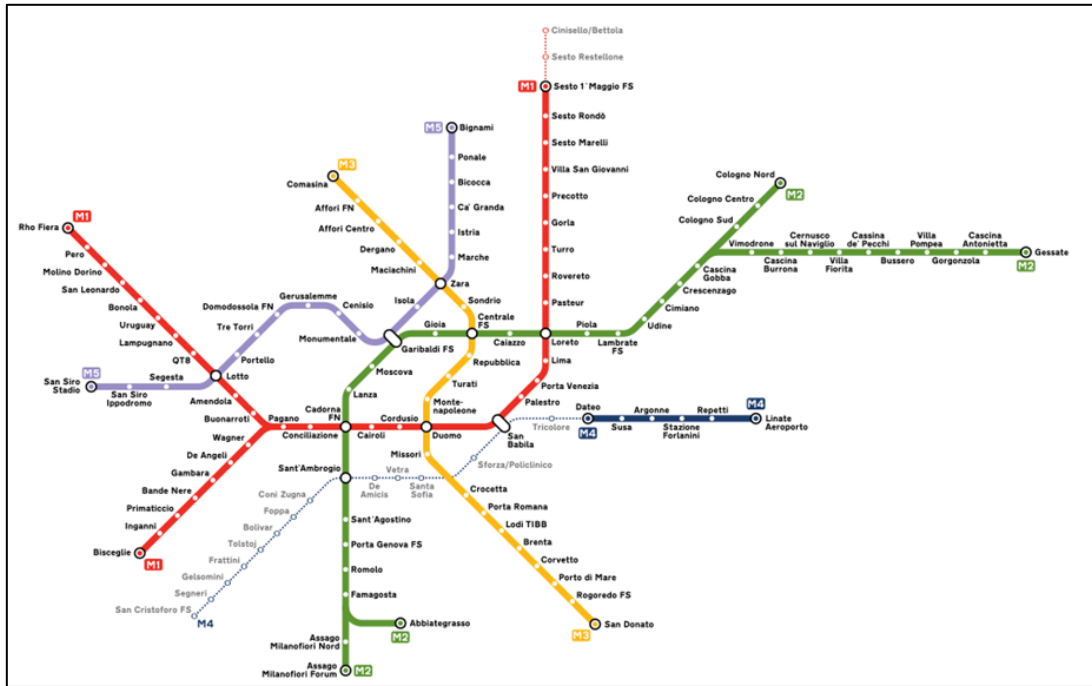 Cinisello/Bettola
Sesto Restellone
M1
Sesto 1°Maggio FS
Sesto Rondò
Sesto Marelli
Villa San Giovanni
Precotto
Gorla
Turro
Rovereto
Pasteur
Loreto
Lima
Porta Venezia
Palestro
San
Babila
M5
Bignami
Ponale
Bicocca
Ca' Granda
Istria
Marche
Zara
Isola
Garibaldi FS
Monumentale
Cenisio
Gerusalemme
Domodossola FN
Tre Torri
Portello
Lotto
Segesta
San Siro
Ippodromo
San Siro
Stadio
M5
M3
Comasina
Affori FN
Affori Centro
Dergano
Maciachini
Sondrio
Centrale
FS
Repubblica
Turati
Monte-
napoleone
Duomo
Missori
Crocetta
Porta Romana
Lodi TIBB
Brenta
Corvetto
Porto di Mare
Rogoredo FS
San Donato
M3
M1
Rho Fiera
Pero
Molino Dorino
San Leonardo
Bonola
Uruguay
Lampugnano
QT8
Amendola
Buonarroti
Pagano
Conciliazione
Cadorna
FN
Cairoli
Cordusio
Wagner
De Angeli
Gambara
Bande Nere
Primaticcio
Inganni
Bisceglie
M1
Cologno Nord
M2
Cologno Centro
Cologno Sud
Vimodrone
Cascina
Burrona
Cernusco
sul Naviglio
Villa
Fiorita
Cassina
de' Pecchi
Bussero
Villa
Pompea
Gorgonzola
Cascina
Antonietta
Gessate
M2
Cascina
Gobba
Crescenzago
Cimiano
Udine
Lambrate
FS
Piola
Caiazzo
Gioia
Moscova
Lanza
Sant'Ambrogio
Sant'Agostino
Porta Genova FS
Romolo
Famagosta
Abbiategrasso
M2
Assago
Milanofiori Nord
Assago
Milanofiori Forum
M2
Dateo
M4
Susa
Argonne
Stazione
Forlanini
Repetti
M4
Linate
Aeroporto
Tricolore
Sforza/Policlinico
Santa
Sofia
Vetra
De
Amicis
Coni Zugna
Foppa
Bolivar
Tolstoj
Frattini
Gelsomini
Segneri
San Cristoforo FS
M4